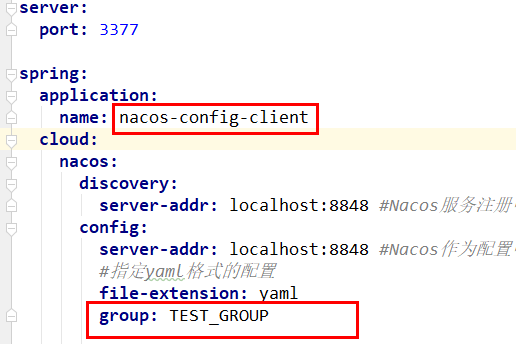 server:
port: 3377
spring:
application:
name: nacos-config-client
cloud:
nacos:
discovery:
server-addr: localhost:8848 #Nacos服务注册
config:
server-addr: localhost:8848 #Nacos作为配置
#指定yaml格式的配置
file-extension: yaml
group: TEST_GROUP